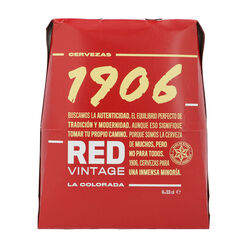 CERVEZAS
1906
BUSCAMOS LA AUTENTICIDAD, EL EQUILIBRIO PERFECTO DE
TRADICIÓN Y MODERNIDAD, AUNQUE ESO SIGNIFIQUE
TOMAR TU PROPIO CAMINO. PORQUE SOMOS LA CERVEZA
RED DE MUCHOS, PERO
NO PARA TODOS.
VINTAGE 1906, CERVEZAS PARA
LA COLORADA UNA INMENSA MINORÍA.
6x33 cl e